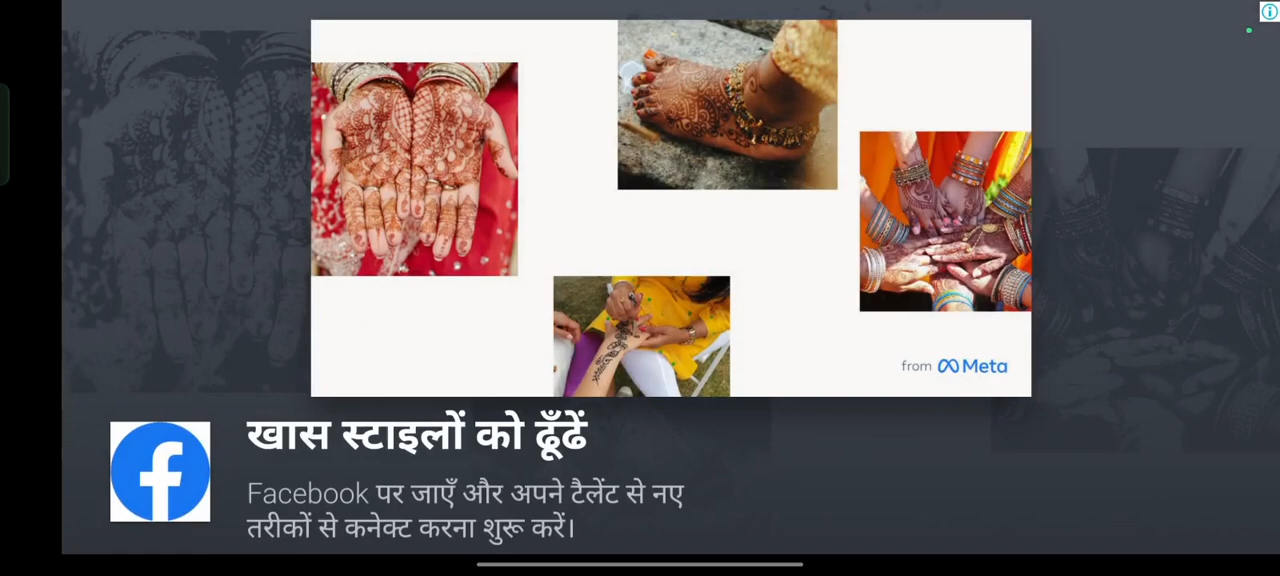 from Meta
खास स्टाइलों को ढूँढें
Facebook पर जाएँ और अपने टैलेंट से नए
तरीकों से कनेक्ट करना शुरू करें।